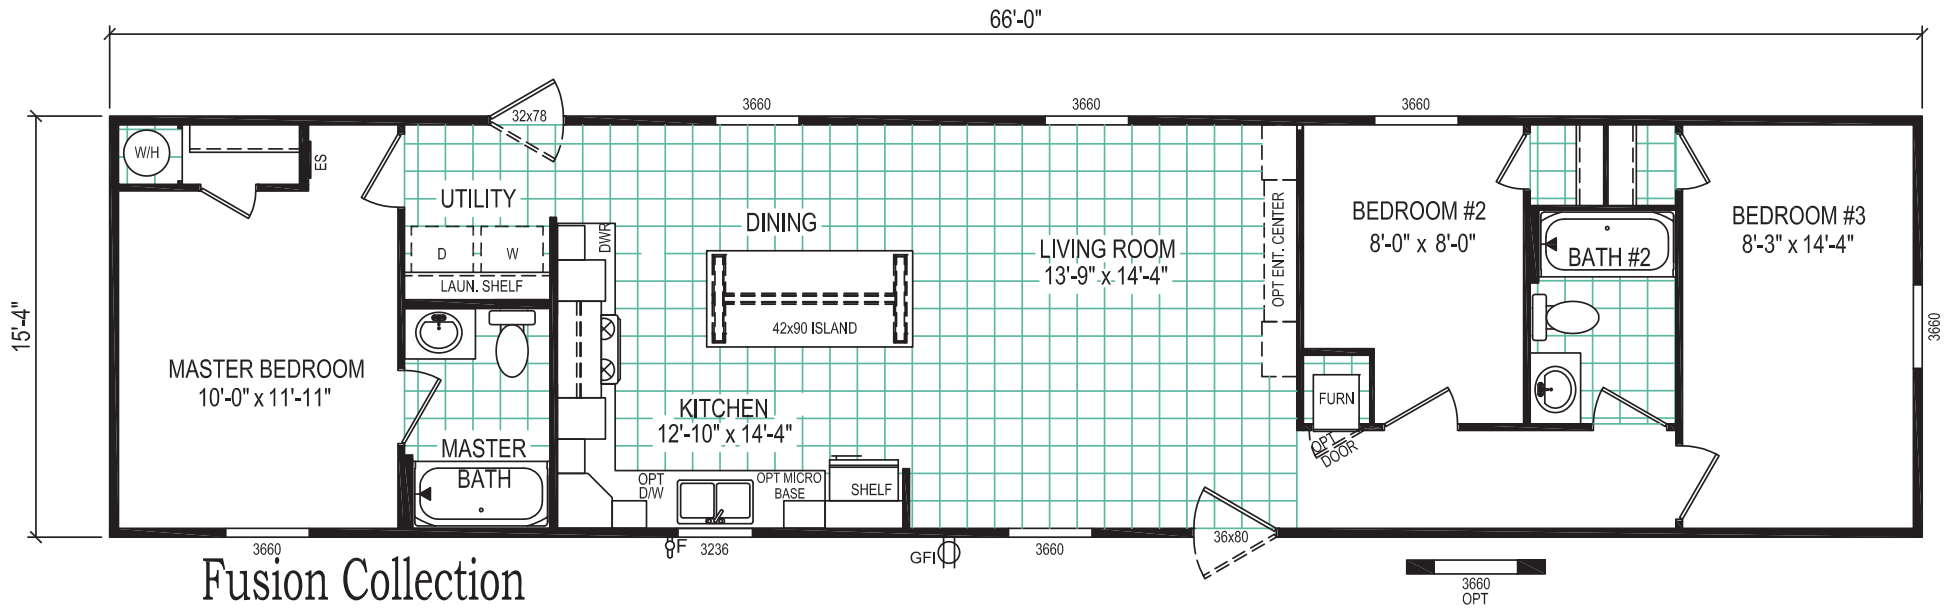 66'-0"
15'-4"
3660
3660
3660
32x78
W/H
ES
UTILITY
D
W
LAUN. SHELF
DWR
DINING
42x90 ISLAND
LIVING ROOM
13'-9" x 14'-4"
OPT ENT. CENTER
BEDROOM #2
8'-0" x 8'-0"
BATH #2
BEDROOM #3
8'-3" x 14'-4"
3660
MASTER BEDROOM
10'-0" x 11'-11"
MASTER
BATH
KITCHEN
12'-10" x 14'-4"
OPT
D/W
OPT MICRO
BASE
SHELF
FURN
OPT
DOOR
36x80
3660
F
3236
GFI
3660
3660
OPT
Fusion Collection